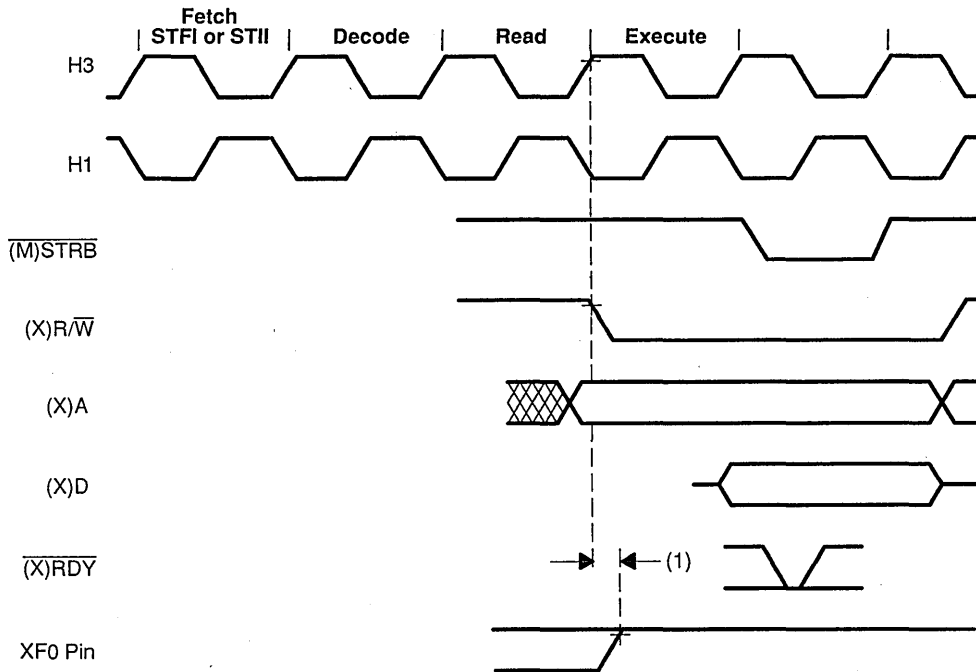 Fetch
STFI or STII
Decode
Read
Execute
H3
H1
(M)STRB
(X)R/W
(X)A
(X)D
(X)RDY
(1)
XF0 Pin